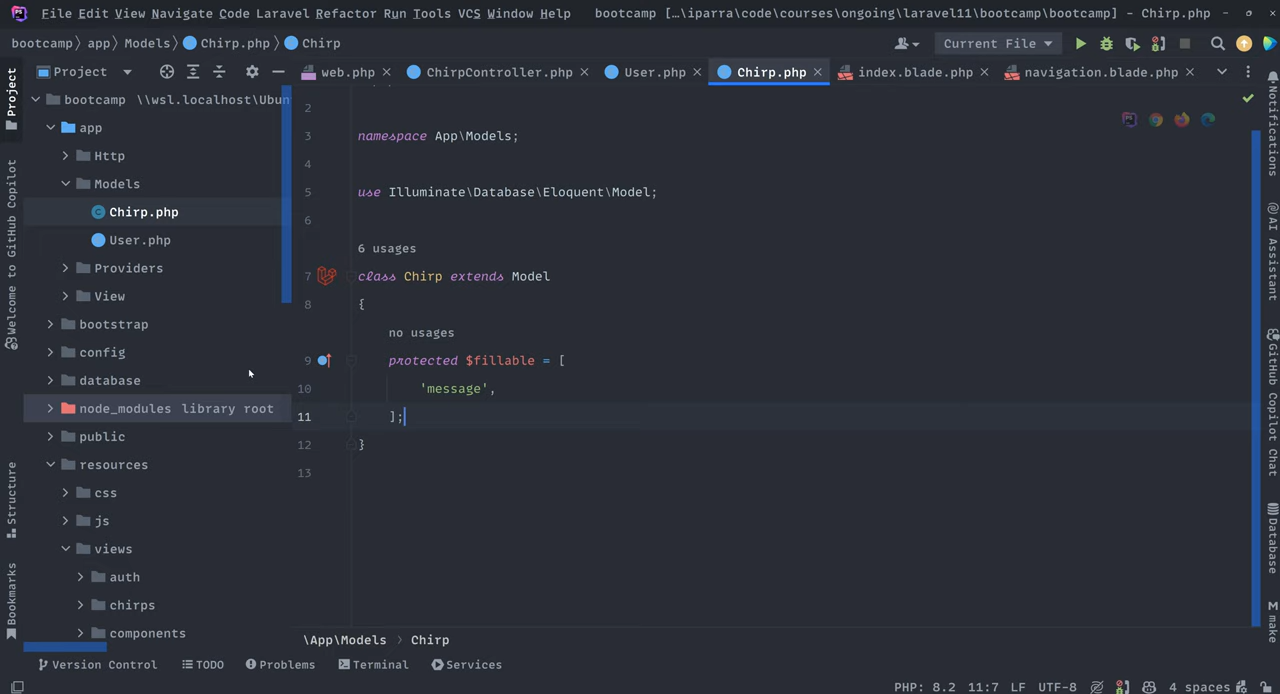 File Edit View Navigate Code Laravel Refactor Run Tools VCS Window Help bootcamp [...\iparra\code\courses\ongoing\laravel11\bootcamp\bootcamp] - Chirp.php
bootcamp app Models Chirp.php Chirp Current File
Project web.php ChirpController.php User.php Chirp.php index.blade.php navigation.blade.php
Project
Welcome to GitHub Copilot
Structure
Bookmarks
bootcamp \\wsl.localhost\Ubun
app
Http
Models
Chirp.php
User.php
Providers
View
bootstrap
config
database
node_modules library root
public
resources
css
js
views
auth
chirps
components
2
3 namespace App\Models;
4
5 use Illuminate\Database\Eloquent\Model;
6
6 usages
7 class Chirp extends Model
8 {
no usages
9 protected $fillable = [
10 'message',
11 ];
12 }
13
\App\Models > Chirp
Notifications
AI Assistant
GitHub Copilot Chat
Database
make
Version Control TODO Problems Terminal Services
PHP: 8.2 11:7 LF UTF-8 4 spaces